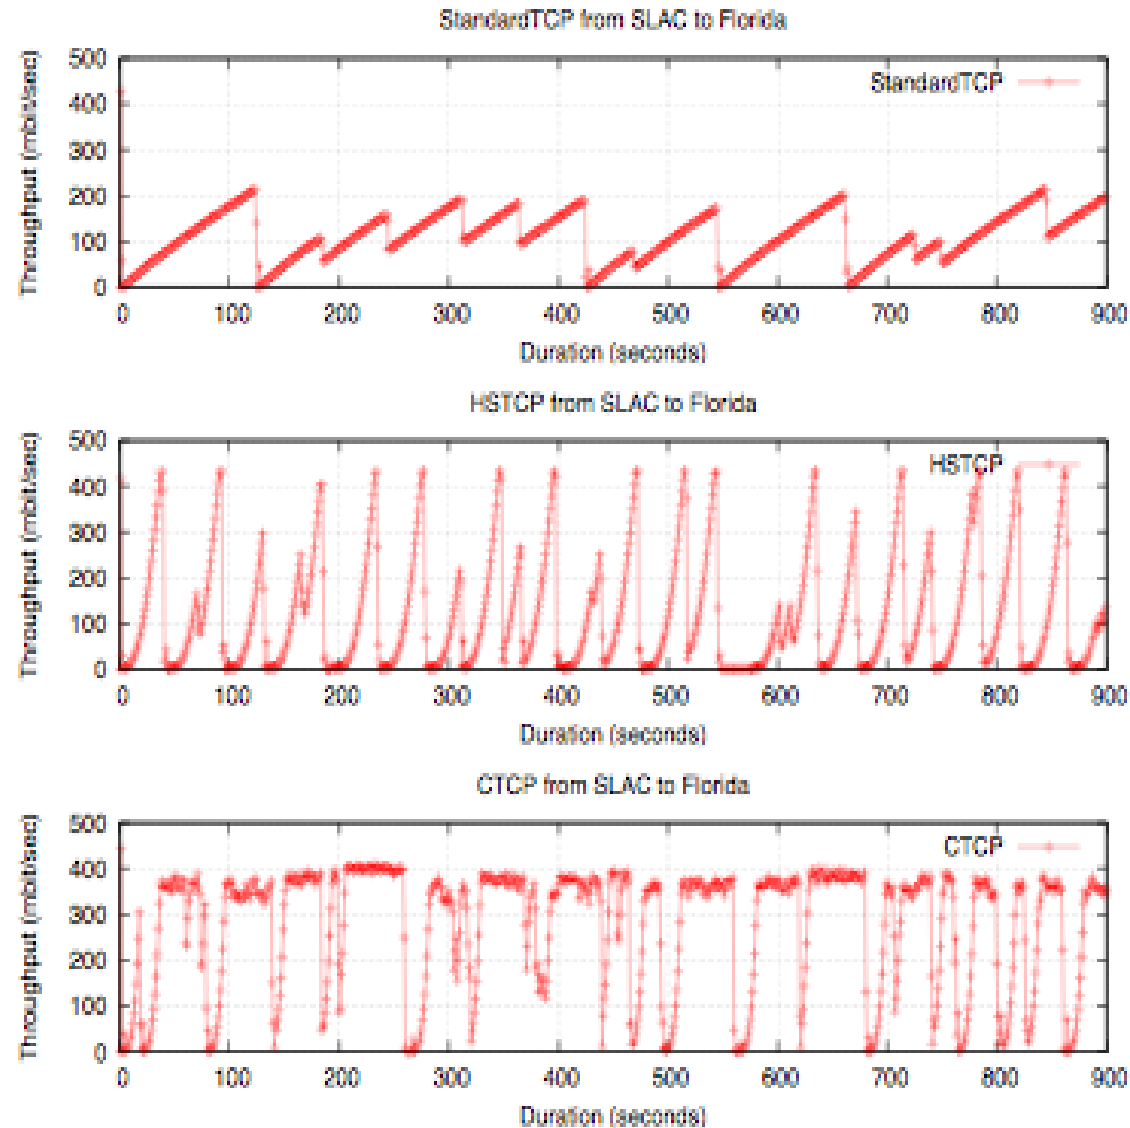 StandardTCP from SLAC to Florida
Throughput (mbit/sec)
500
400
300
200
100
0
StandardTCP
0 100 200 300 400 500 600 700 800 900
Duration (seconds)
HSTCP from SLAC to Florida
Throughput (mbit/sec)
500
400
300
200
100
0
HSTCP
0 100 200 300 400 500 600 700 800 900
Duration (seconds)
CTCP from SLAC to Florida
Throughput (mbit/sec)
500
400
300
200
100
0
CTCP
0 100 200 300 400 500 600 700 800 900
Duration (seconds)